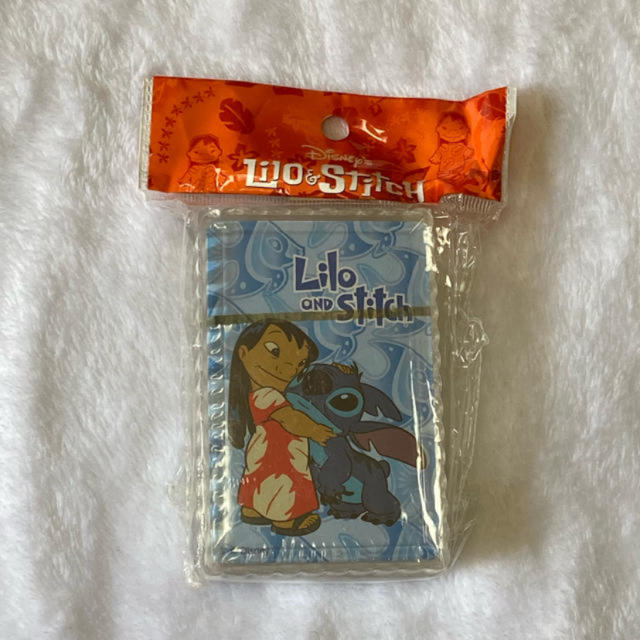 DISNEY'S
LILO & STITCH
Lilo
AND Stitch